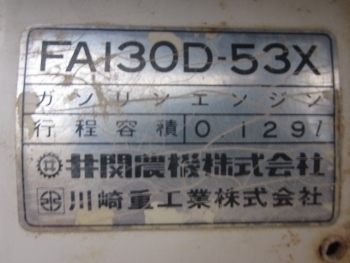 FA130D-53X
ガソリンエンジン
行程容積 0 129ℓ
井関農機株式会社
川崎重工業株式会社